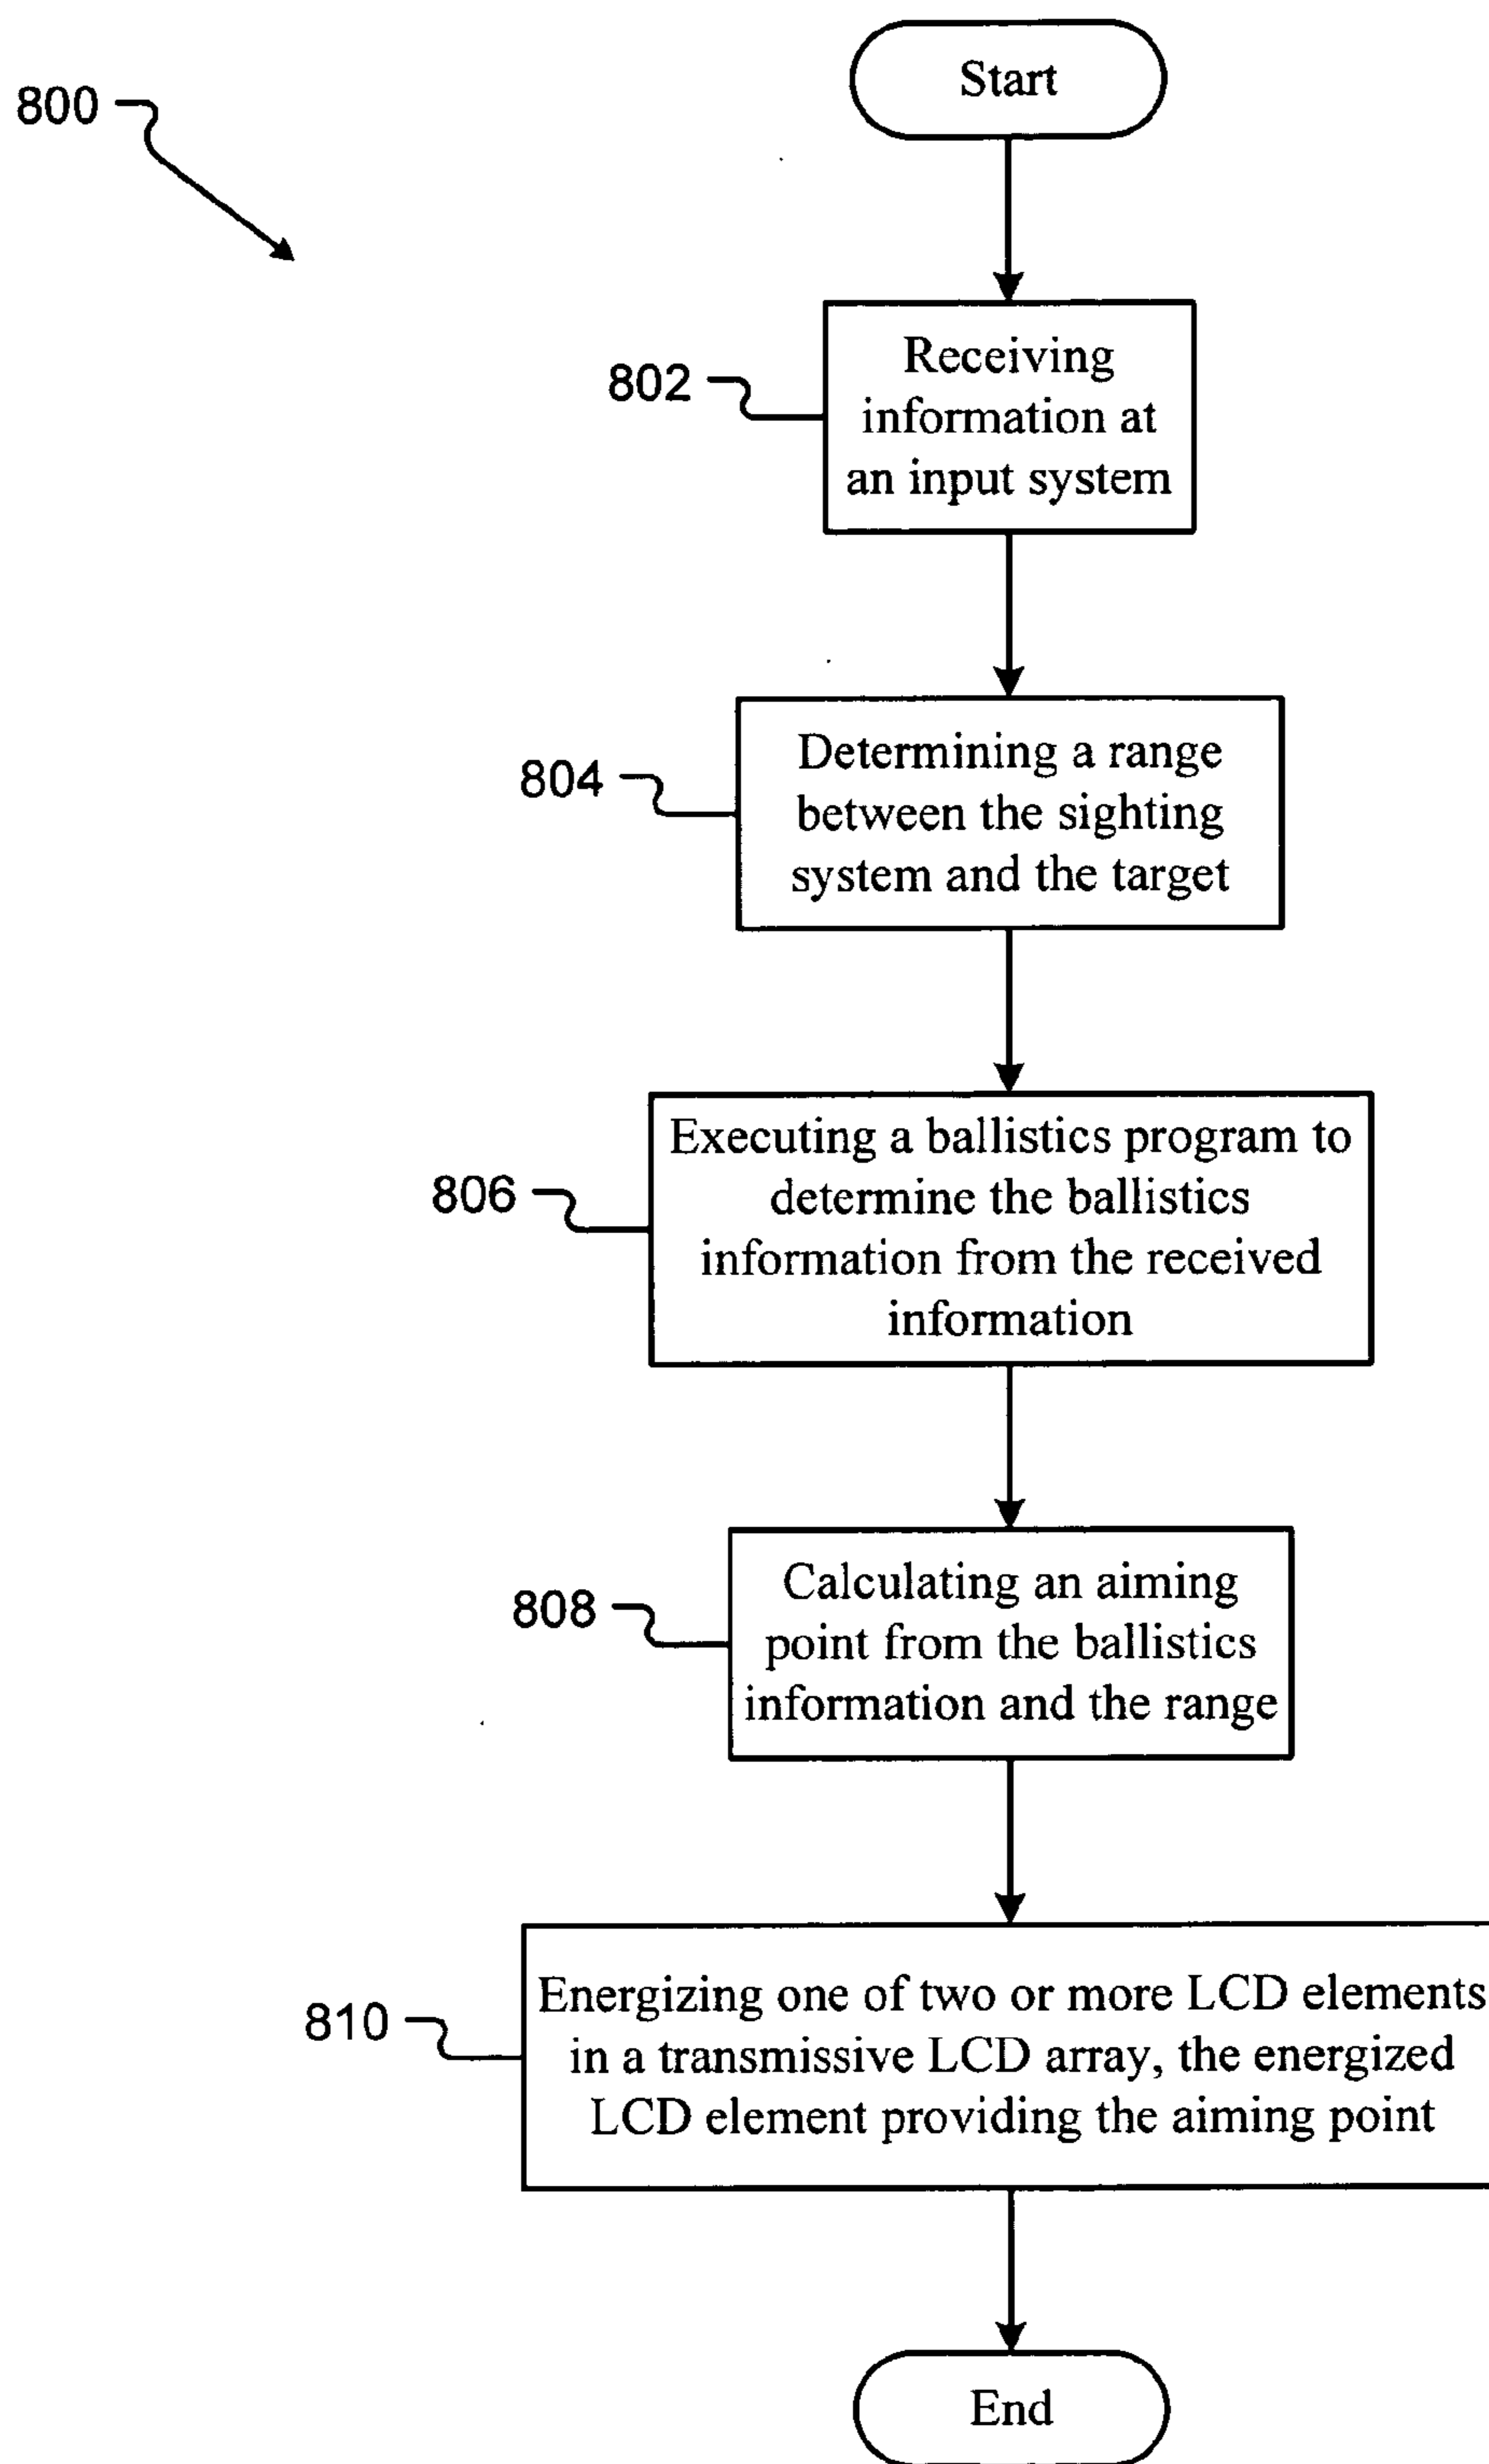 Start
800
802
Receiving
information at
an input system
804
Determining a range
between the sighting
system and the target
806
Executing a ballistics program to
determine the ballistics
information from the received
information
808
Calculating an aiming
point from the ballistics
information and the range
810
Energizing one of two or more LCD elements
in a transmissive LCD array, the energized
LCD element providing the aiming point
End